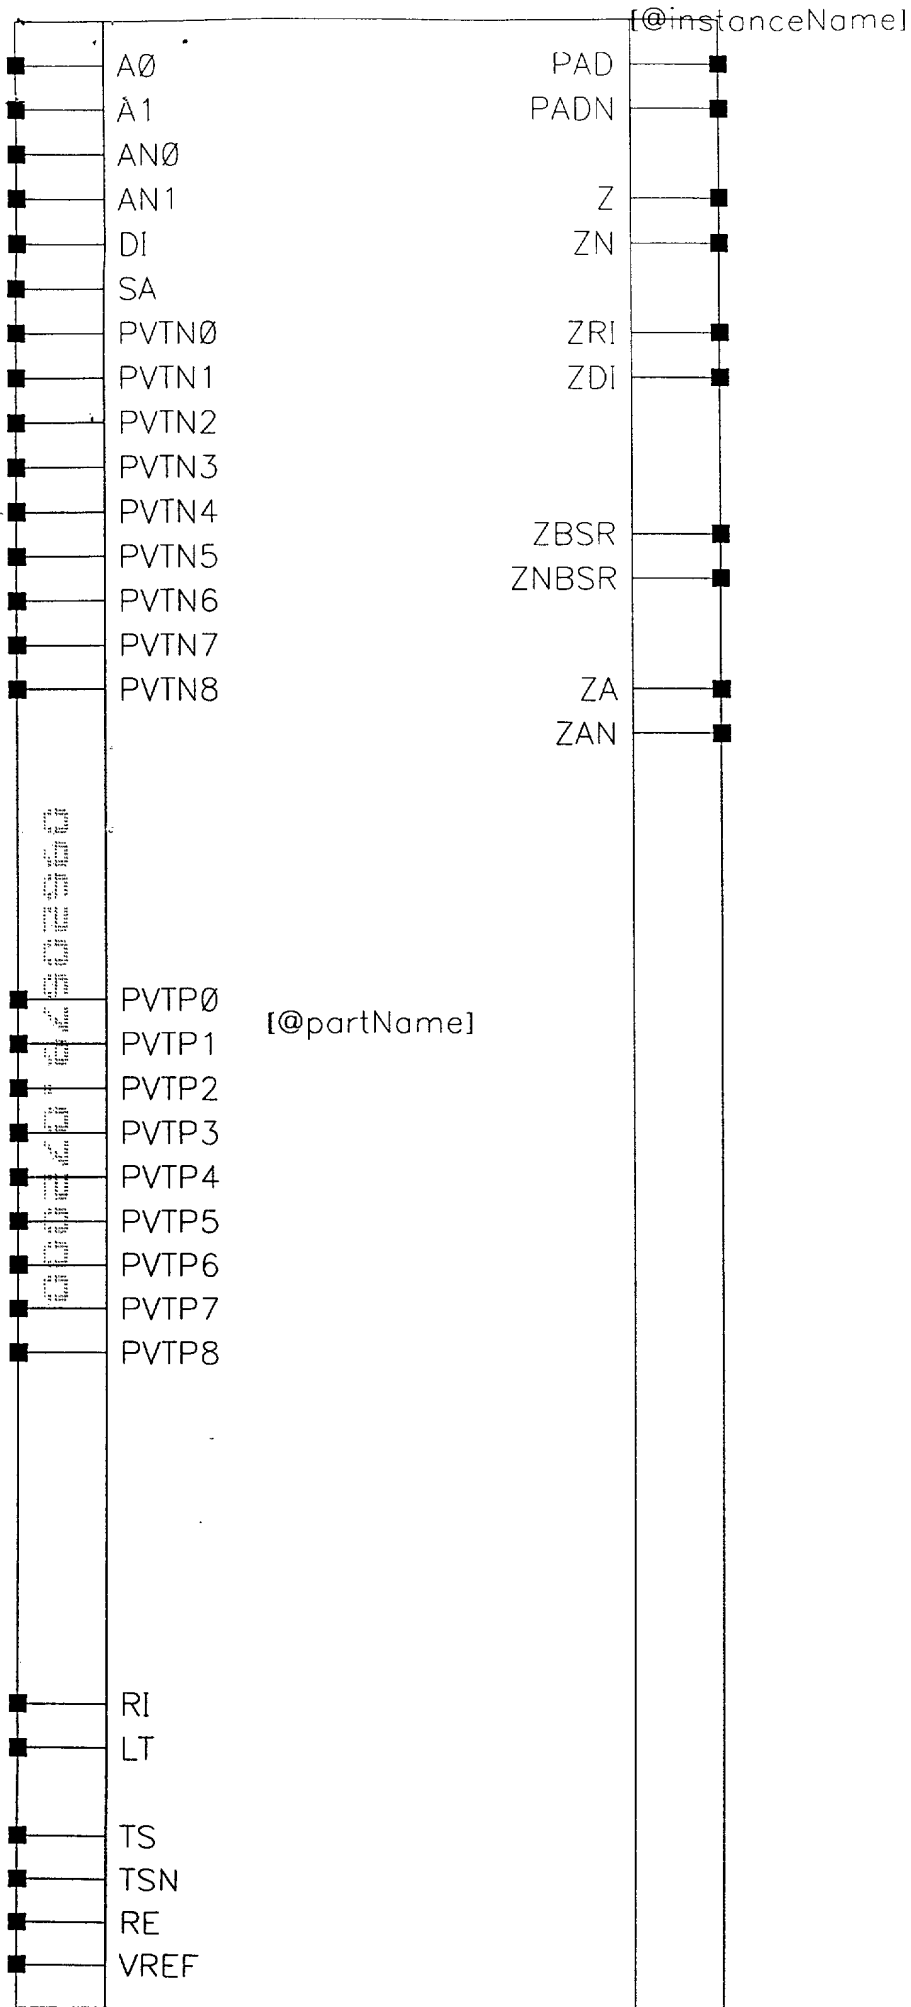 [@instanceName]
AØ PAD
A1 PADN
ANØ
AN1 Z
DI ZN
SA
PVTNØ ZRI
PVTN1 ZDI
PVTN2
PVTN3
PVTN4
PVTN5 ZBSR
PVTN6 ZNBSR
PVTN7
PVTN8 ZA
ZAN
PVTPØ
[@partName]
PVTP1
PVTP2
PVTP3
PVTP4
PVTP5
PVTP6
PVTP7
PVTP8
RI
LT
TS
TSN
RE
VREF